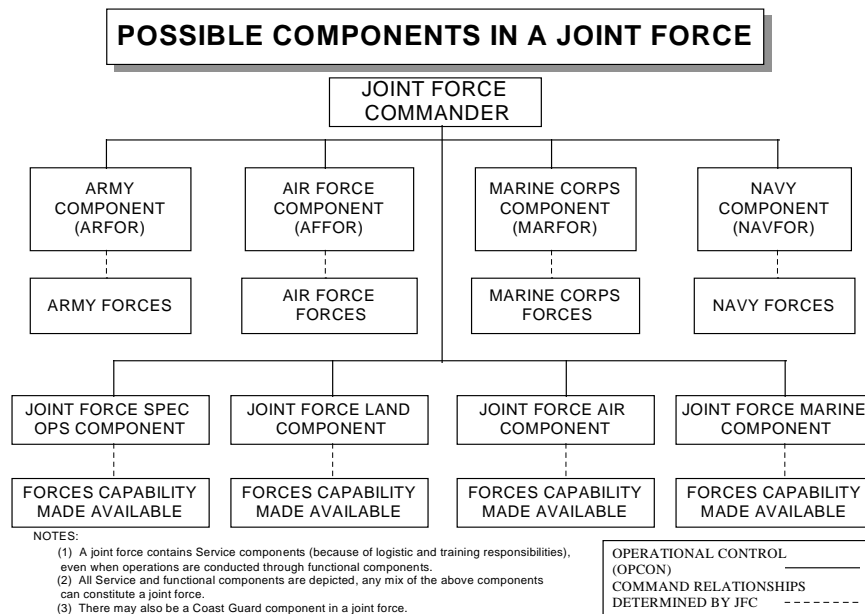 POSSIBLE COMPONENTS IN A JOINT FORCE
JOINT FORCE
COMMANDER
ARMY
COMPONENT
(ARFOR)
AIR FORCE
COMPONENT
(AFFOR)
MARINE CORPS
COMPONENT
(MARFOR)
NAVY
COMPONENT
(NAVFOR)
ARMY FORCES
AIR FORCE
FORCES
MARINE CORPS
FORCES
NAVY FORCES
JOINT FORCE SPEC
OPS COMPONENT
JOINT FORCE LAND
COMPONENT
JOINT FORCE AIR
COMPONENT
JOINT FORCE MARINE
COMPONENT
FORCES CAPABILITY
MADE AVAILABLE
FORCES CAPABILITY
MADE AVAILABLE
FORCES CAPABILITY
MADE AVAILABLE
FORCES CAPABILITY
MADE AVAILABLE
NOTES:
(1) A joint force contains Service components (because of logistic and training responsibilities),
even when operations are conducted through functional components.
(2) All Service and functional components are depicted, any mix of the above components
can constitute a joint force.
(3) There may also be a Coast Guard component in a joint force.
OPERATIONAL CONTROL
(OPCON)
COMMAND RELATIONSHIPS
DETERMINED BY JFC